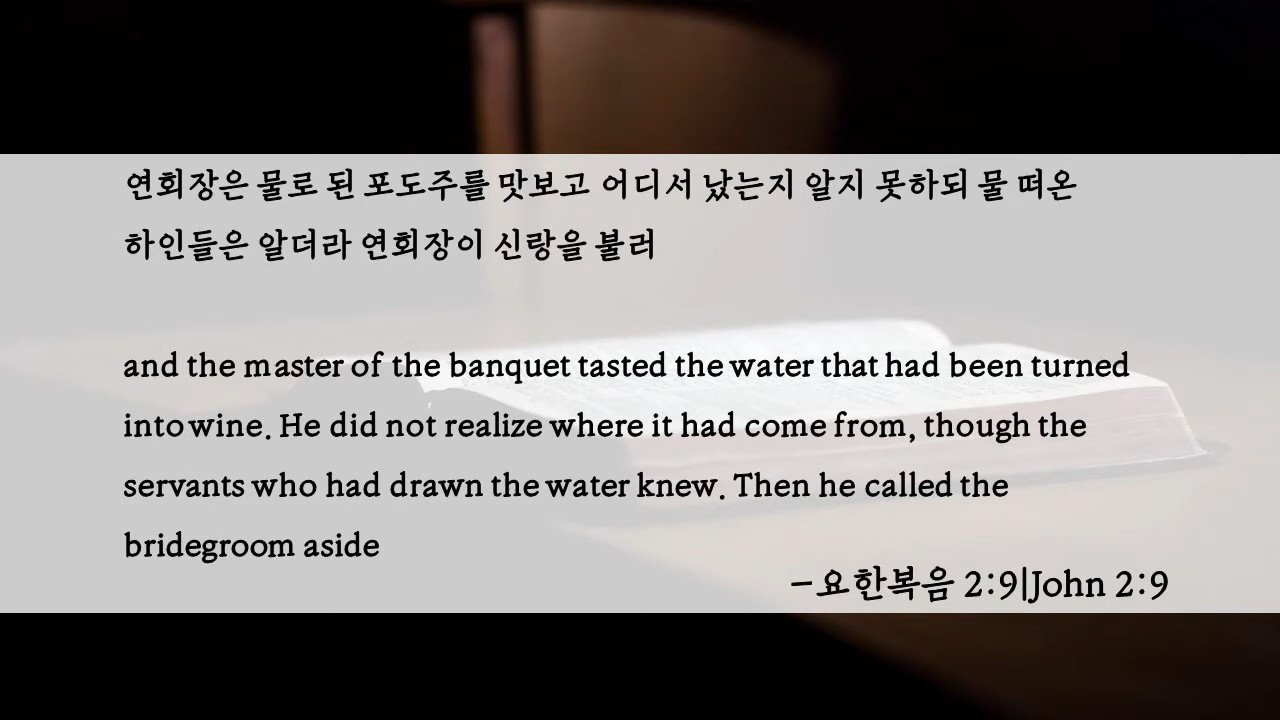 연회장은 물로 된 포도주를 맛보고 어디서 났는지 알지 못하되 물 떠온
하인들은 알더라 연회장이 신랑을 불러
and the master of the banquet tasted the water that had been turned
into wine. He did not realize where it had come from, though the
servants who had drawn the water knew. Then he called the
bridegroom aside
-요한복음 2:9|John 2:9